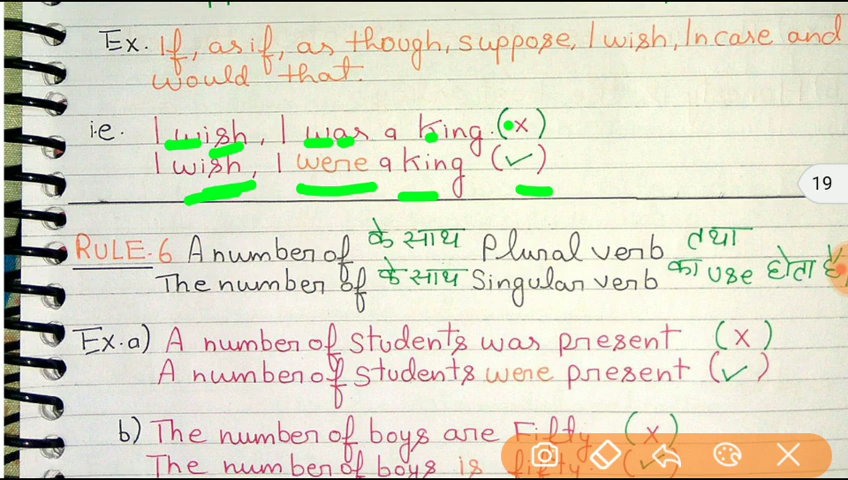 Ex. If, as if, as though, suppose, I wish, In case and
would that.
i.e. I wish, I was a king. (x)
I wish, I were a king (✓)
19
RULE-6 A number of के साथ Plural verb तथा
The number of के साथ Singular verb का use होता है
Ex.a) A number of students was present (x)
A number of students were present (✓)
b) The number of boys are Fifty (x)
The number of boys is fifty. (✓)